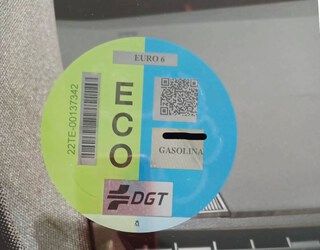 EURO 6
22TE-00137342
ECO
GASOLINA
DGT